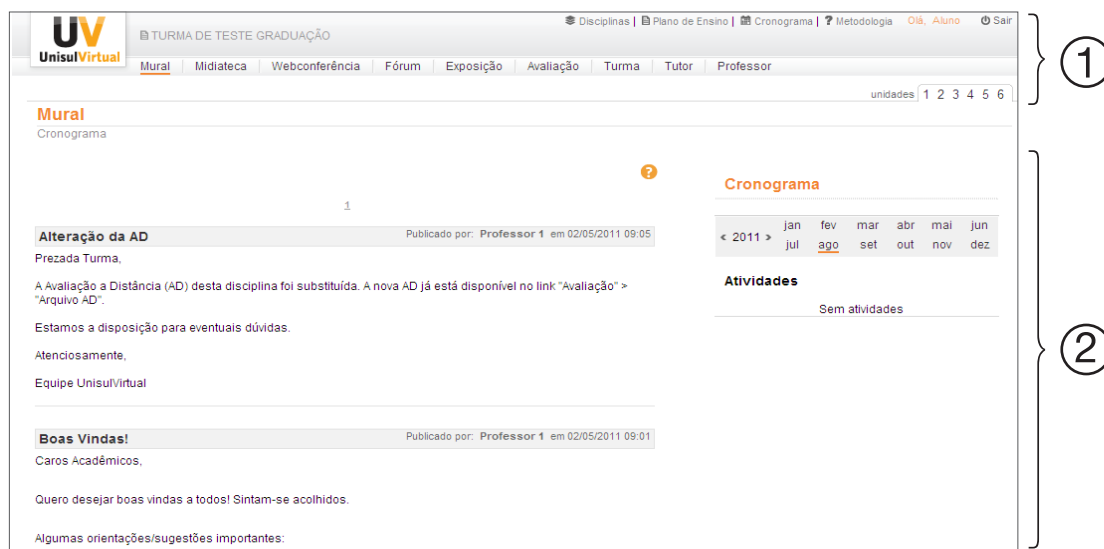 UV
UnisulVirtual
Disciplinas | Plano de Ensino | Cronograma | ? Metodologia Olá, Aluno Sair
TURMA DE TESTE GRADUAÇÃO
Mural | Midiateca | Webconferência | Fórum | Exposição | Avaliação | Turma | Tutor | Professor
unidades 1 2 3 4 5 6
1
Mural
Cronograma
?
1
Alteração da AD Publicado por: Professor 1 em 02/05/2011 09:05
Prezada Turma,
A Avaliação a Distância (AD) desta disciplina foi substituída. A nova AD já está disponível no link "Avaliação" >
"Arquivo AD".
Estamos a disposição para eventuais dúvidas.
Atenciosamente,
Equipe UnisulVirtual
Boas Vindas! Publicado por: Professor 1 em 02/05/2011 09:01
Caros Acadêmicos,
Quero desejar boas vindas a todos! Sintam-se acolhidos.
Algumas orientações/sugestões importantes:
Cronograma
« 2011 » jan fev mar abr mai jun
jul ago set out nov dez
Atividades
Sem atividades
2